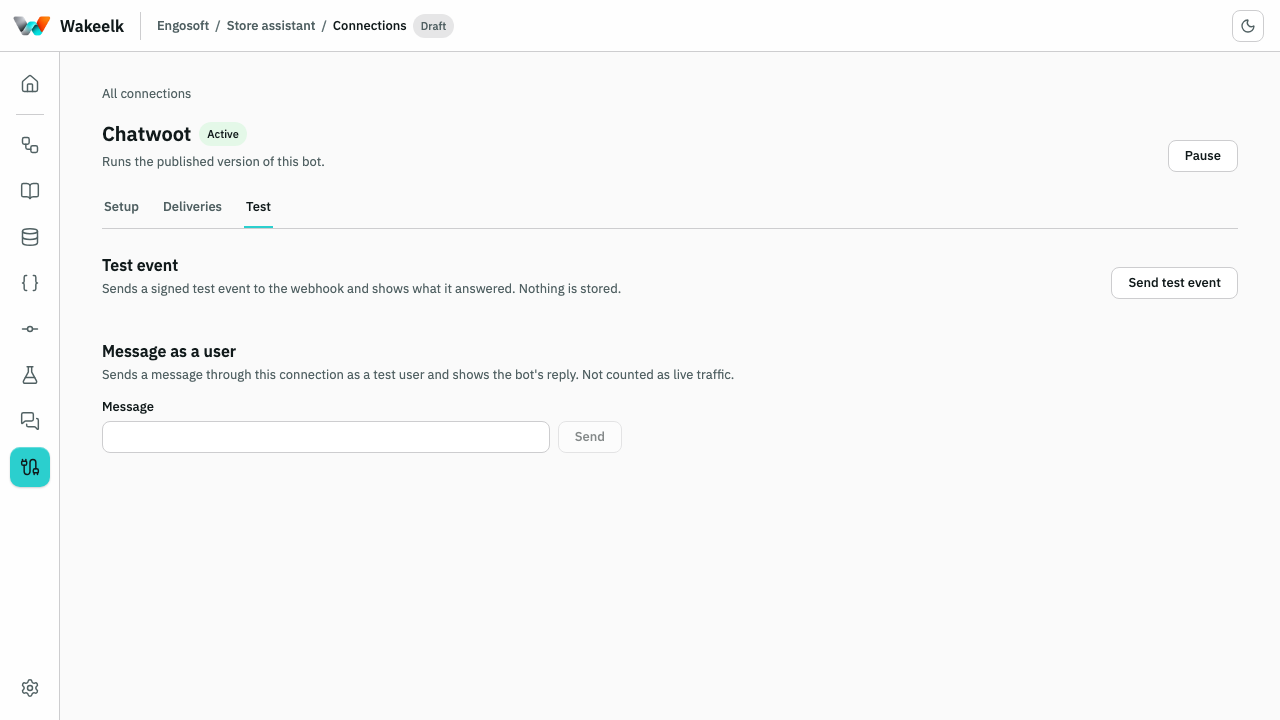 Wakeelk
Engosoft / Store assistant / Connections Draft
All connections
Chatwoot Active
Runs the published version of this bot.
Pause
Setup Deliveries Test
Test event
Sends a signed test event to the webhook and shows what it answered. Nothing is stored.
Send test event
Message as a user
Sends a message through this connection as a test user and shows the bot's reply. Not counted as live traffic.
Message
Send